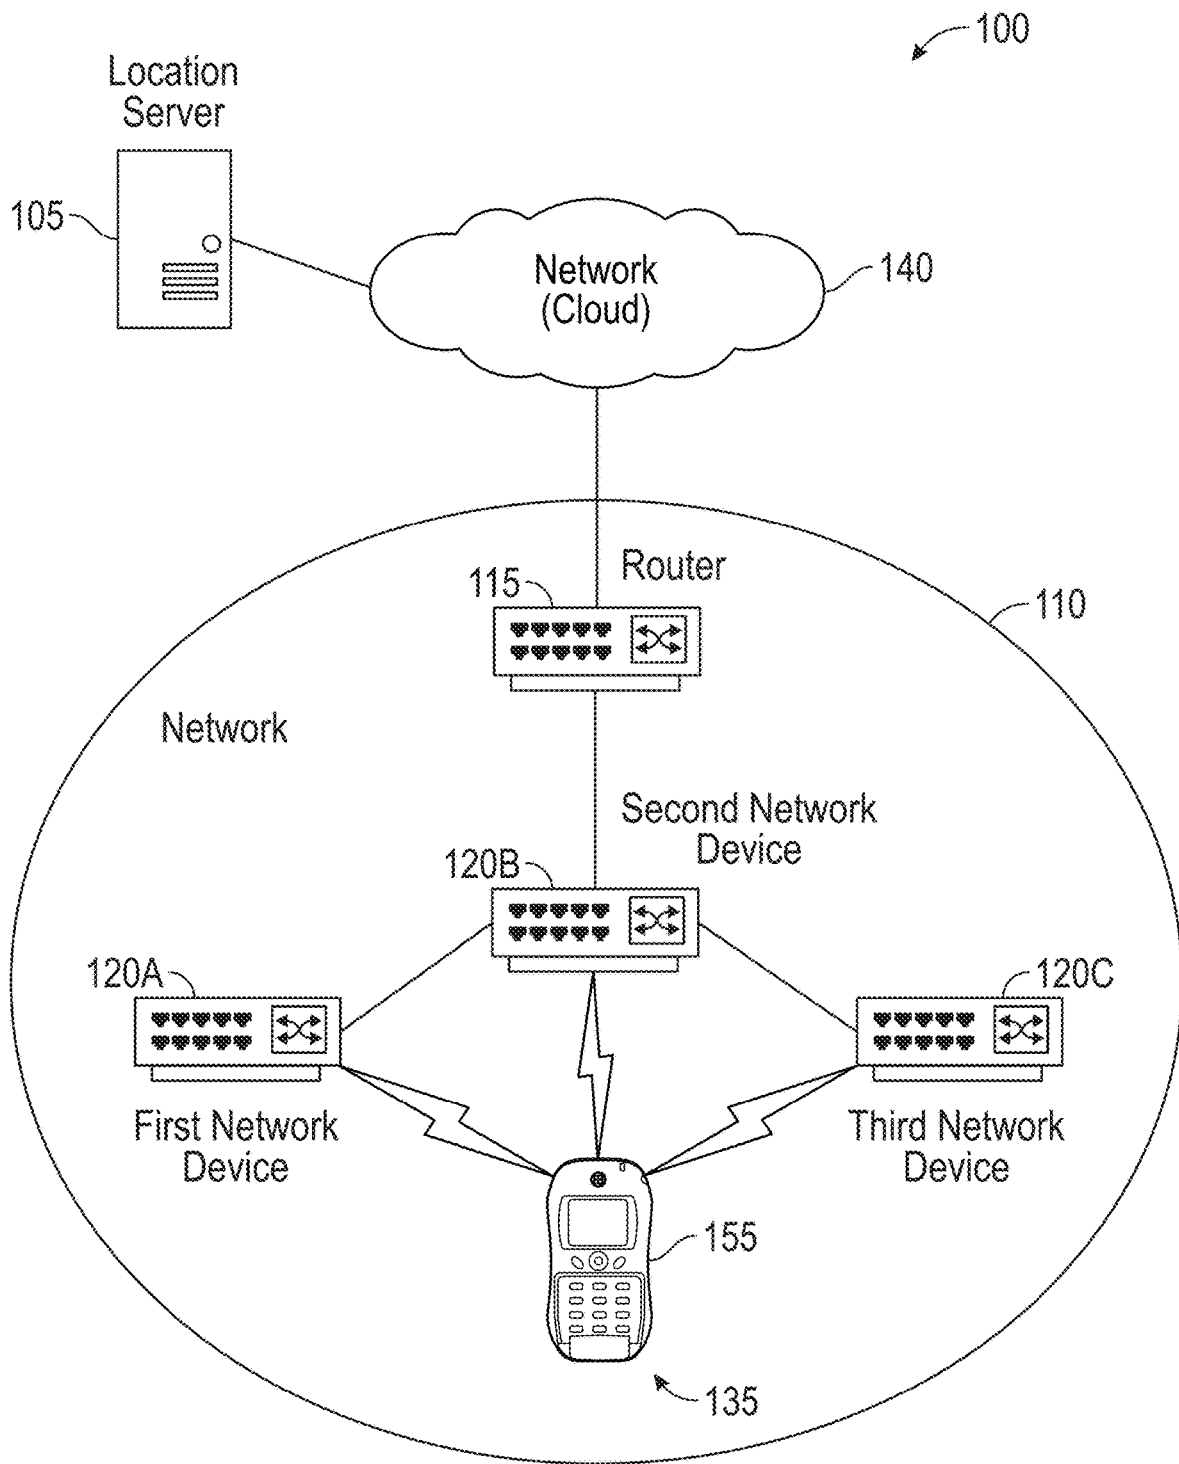 100
Location
Server
105
Network
(Cloud)
140
Router
115
110
Network
Second Network
Device
120B
120A
120C
First Network
Device
Third Network
Device
155
135